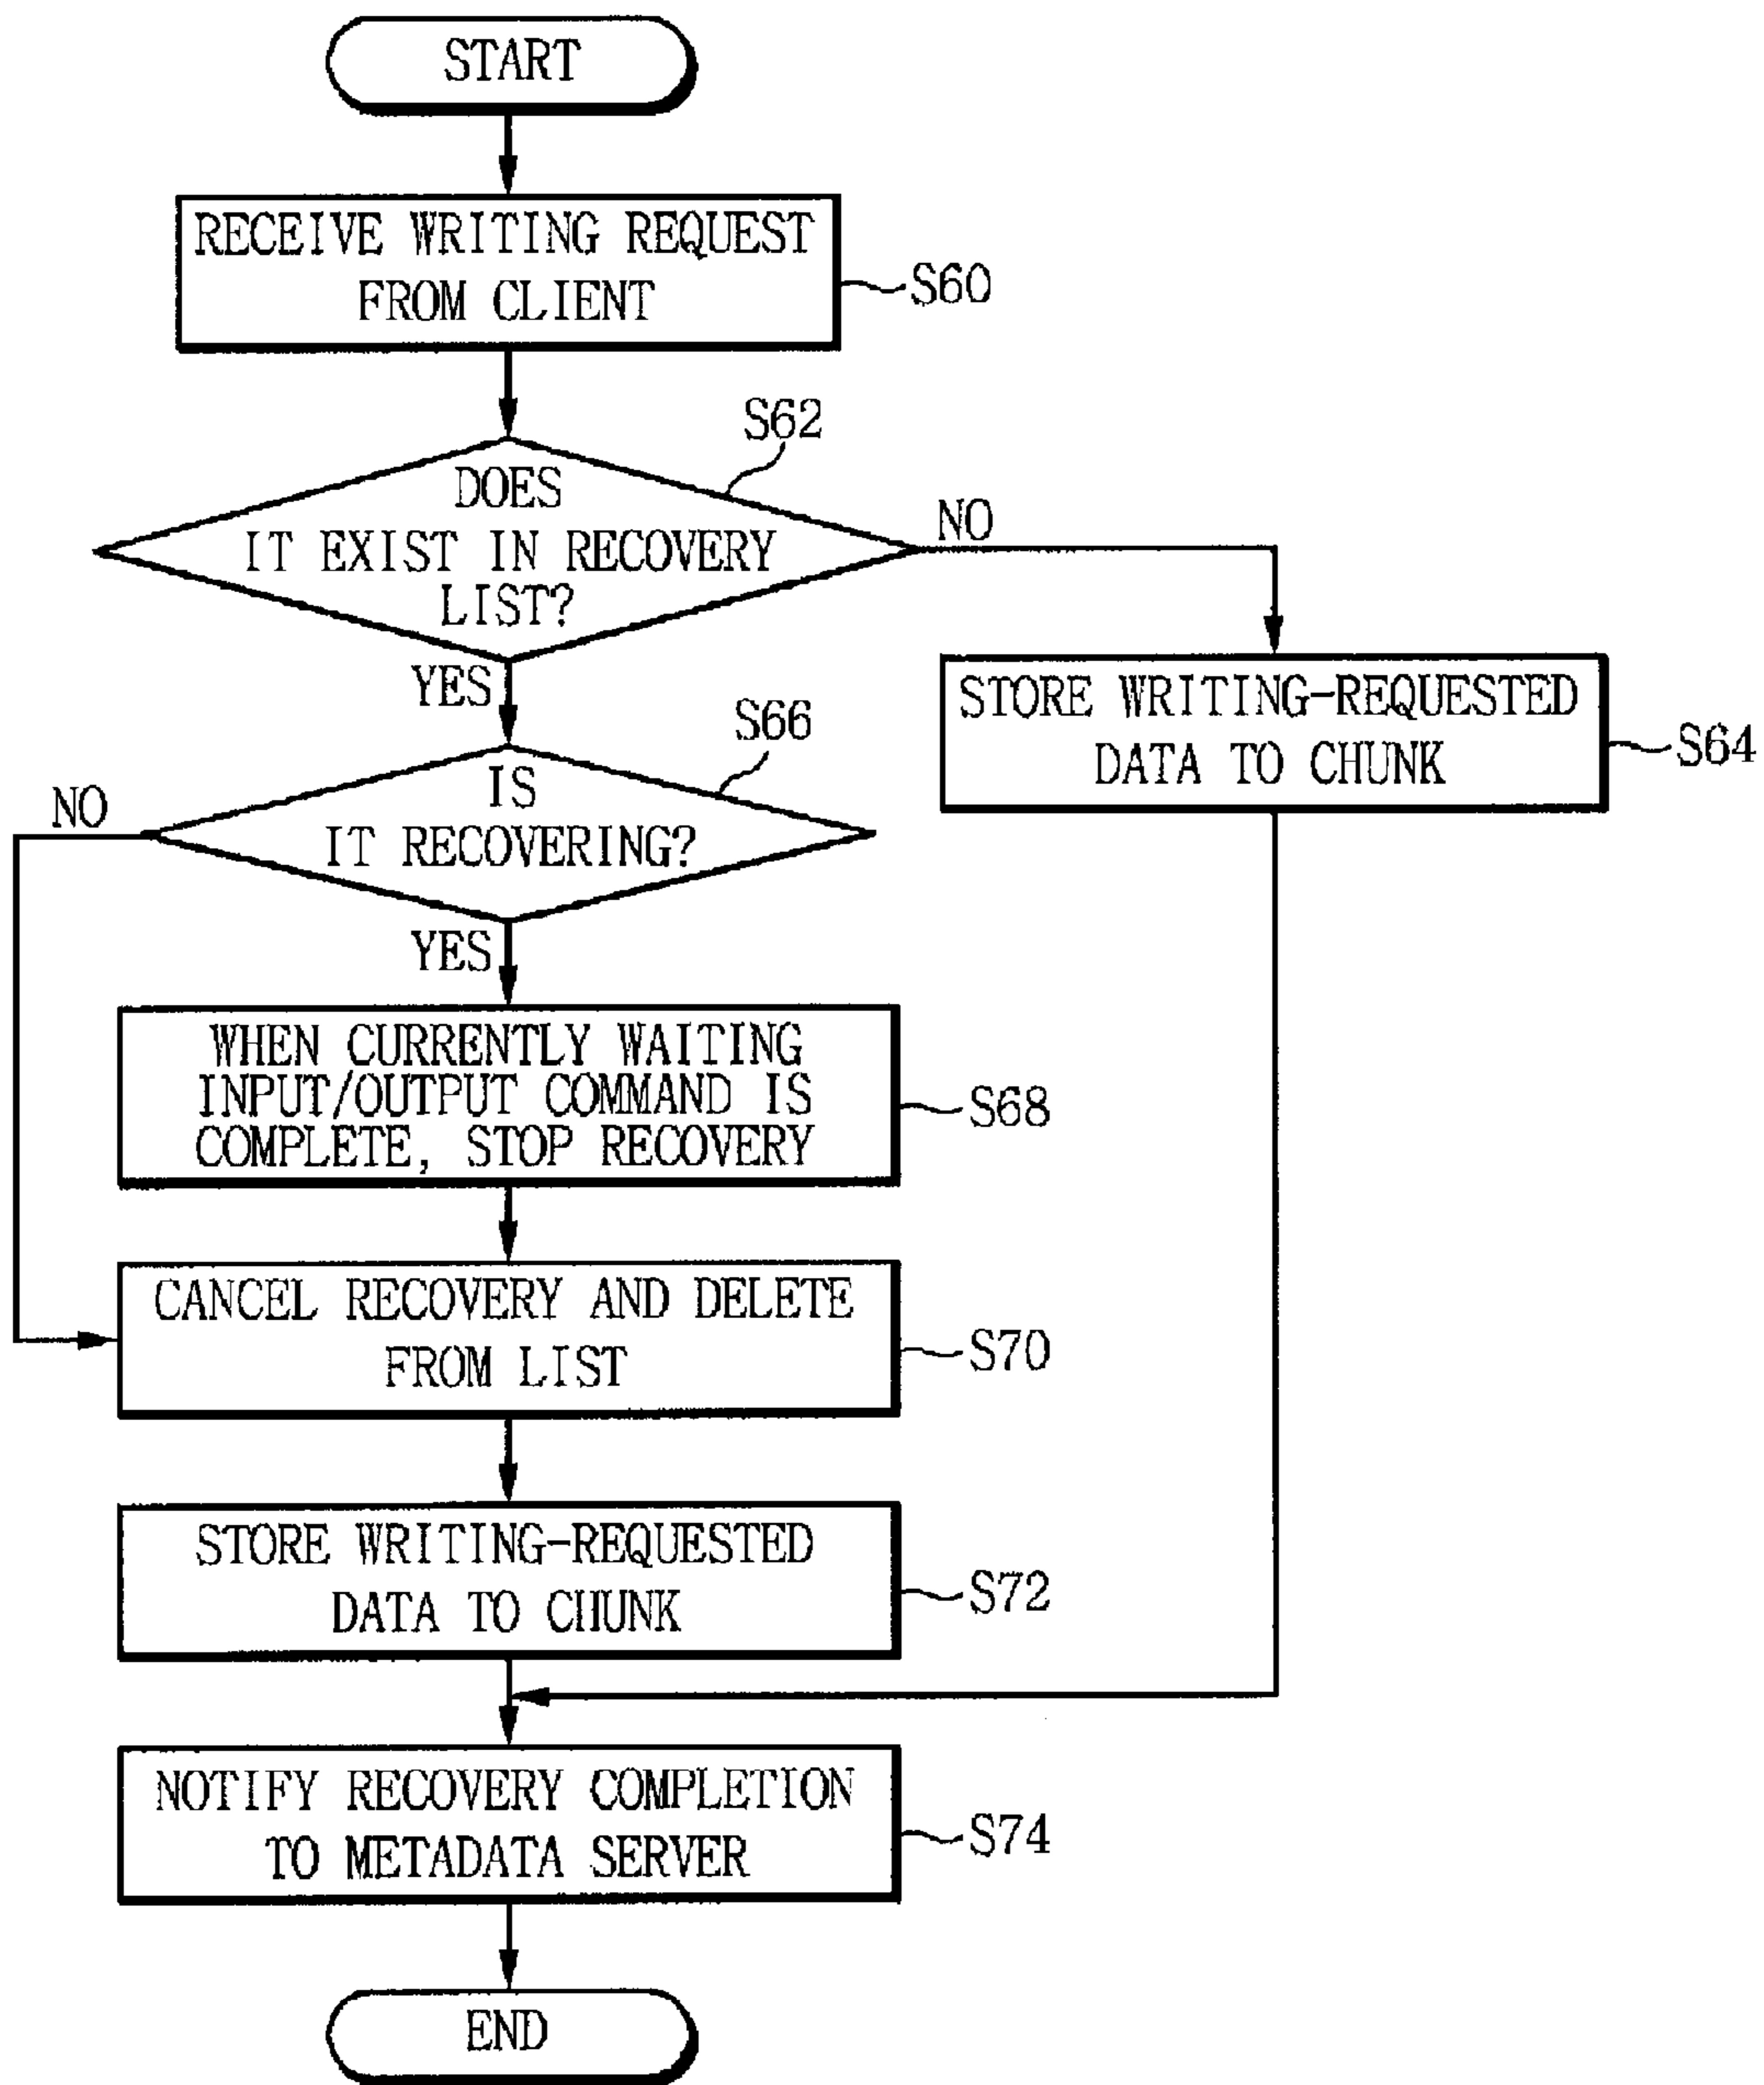 START
RECEIVE WRITING REQUEST
FROM CLIENT
S60
S62
DOES
IT EXIST IN RECOVERY
LIST?
NO
YES
STORE WRITING-REQUESTED
DATA TO CHUNK
S64
S66
IS
IT RECOVERING?
NO
YES
WHEN CURRENTLY WAITING
INPUT/OUTPUT COMMAND IS
COMPLETE, STOP RECOVERY
S68
CANCEL RECOVERY AND DELETE
FROM LIST
S70
STORE WRITING-REQUESTED
DATA TO CHUNK
S72
NOTIFY RECOVERY COMPLETION
TO METADATA SERVER
S74
END